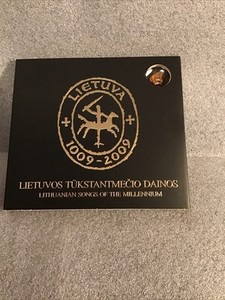 LIETUVA
1009-2009
LIETUVOS TŪKSTANTMEČIO DAINOS
LITHUANIAN SONGS OF THE MILLENNIUM